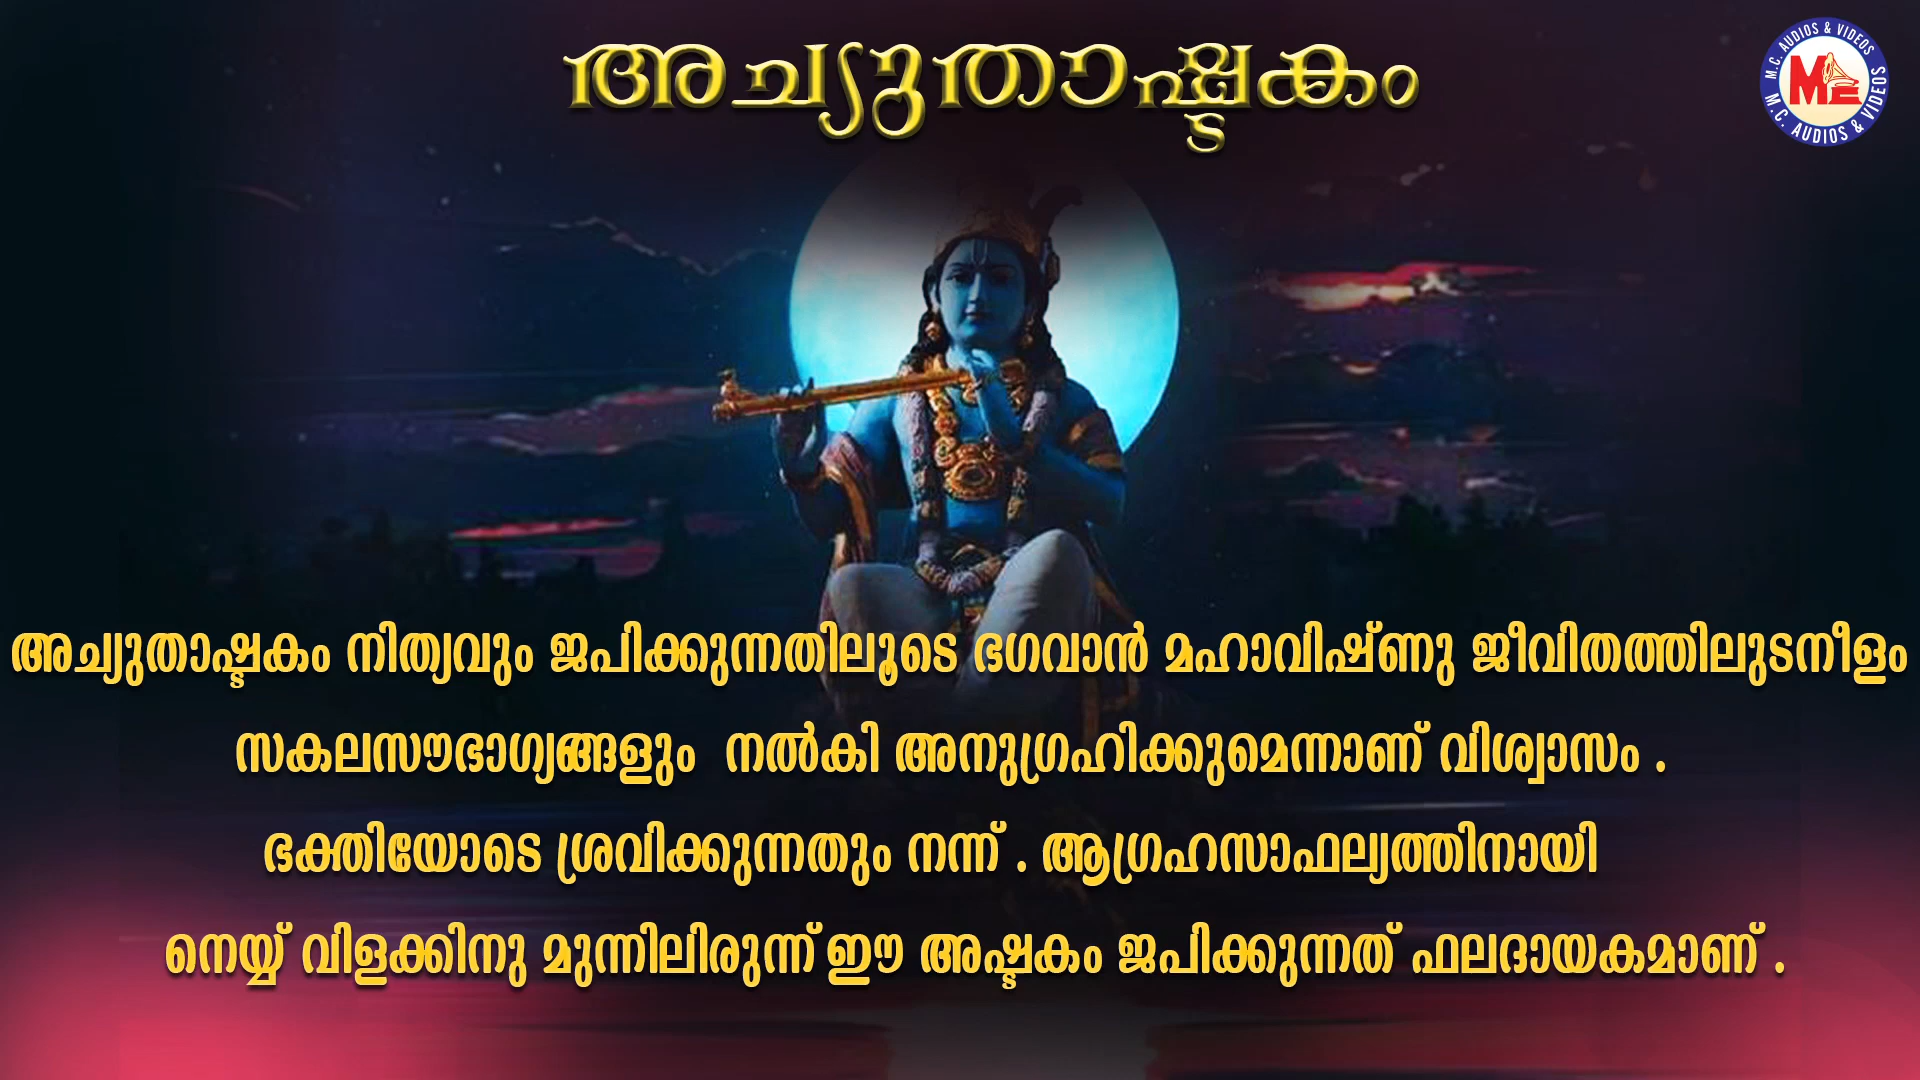 അച്യുതാഷ്ടകം
M.C. AUDIOS & VIDEOS
ME
M.C. AUDIOS & VIDEOS
അച്യുതാഷ്ടകം നിത്യവും ജപിക്കുന്നതിലൂടെ ഭഗവാൻ മഹാവിഷ്ണു ജീവിതത്തിലുടനീളം
സകലസൗഭാഗ്യങ്ങളും നൽകി അനുഗ്രഹിക്കുമെന്നാണ് വിശ്വാസം .
ഭക്തിയോടെ ശ്രവിക്കുന്നതും നന്ന് . ആഗ്രഹസാഫല്യത്തിനായി
നെയ്യ് വിളക്കിനു മുന്നിലിരുന്ന് ഈ അഷ്ടകം ജപിക്കുന്നത് ഫലദായകമാണ് .